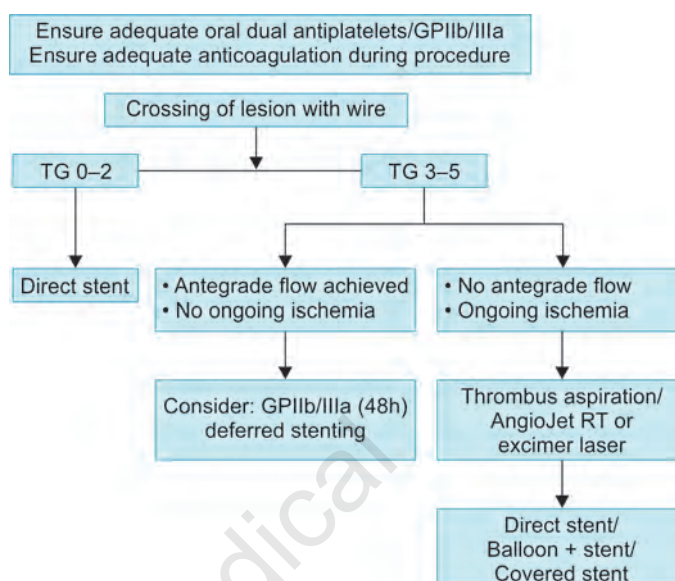 Ensure adequate oral dual antiplatelets/GPIIb/IIIa
Ensure adequate anticoagulation during procedure
Crossing of lesion with wire
TG 0–2
TG 3–5
Direct stent
• Antegrade flow achieved
• No ongoing ischemia
• No antegrade flow
• Ongoing ischemia
Consider: GPIIb/IIIa (48h)
deferred stenting
Thrombus aspiration/
AngioJet RT or
excimer laser
Direct stent/
Balloon + stent/
Covered stent
dical